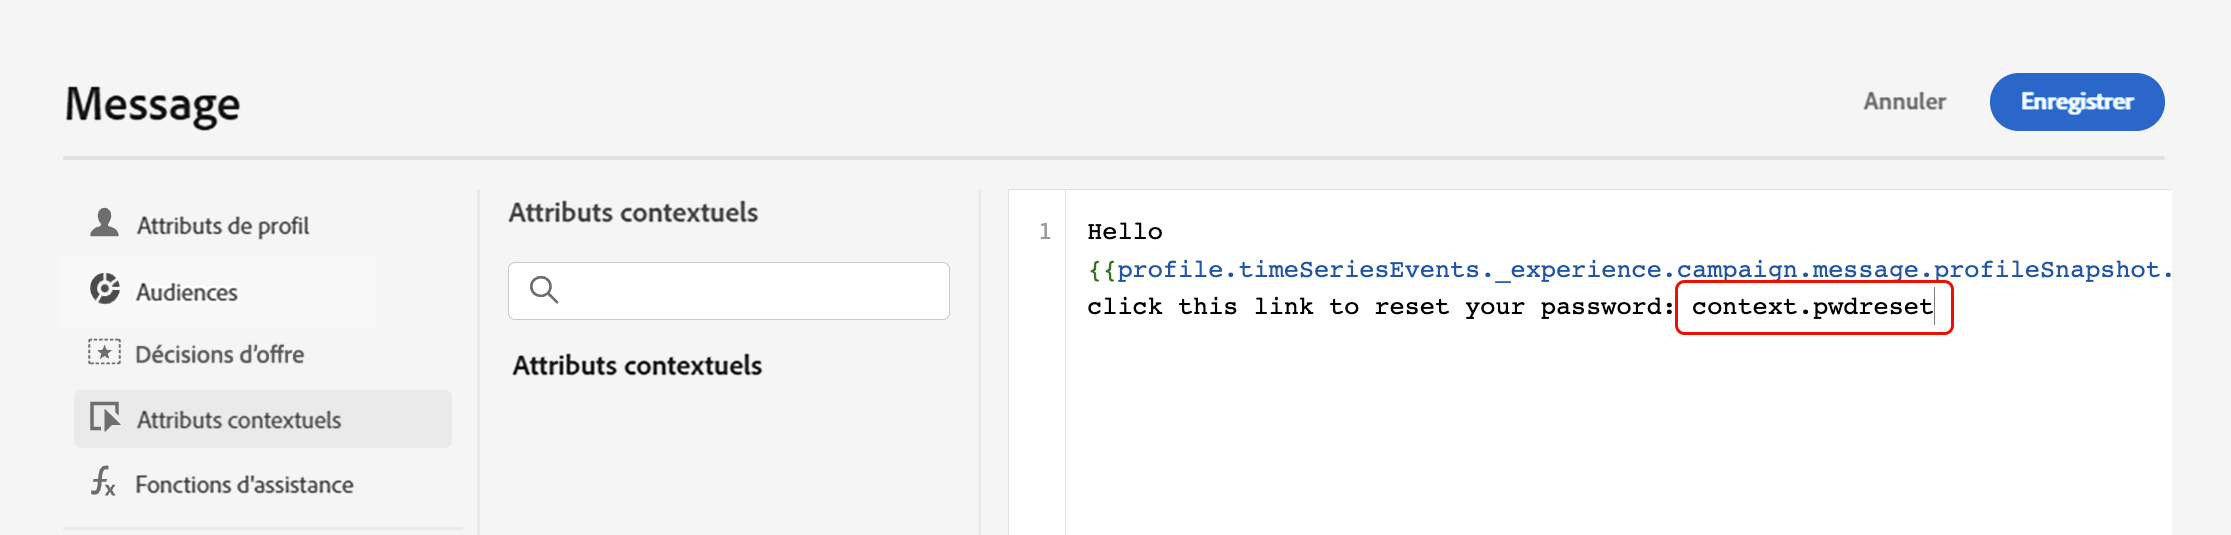 Message
Annuler
Enregistrer
Attributs de profil
Audiences
Décisions d’offre
Attributs contextuels
Fonctions d'assistance
Attributs contextuels
Attributs contextuels
1
Hello
{{profile.timeSeriesEvents._experience.campaign.message.profileSnapshot.
click this link to reset your password: context.pwdreset